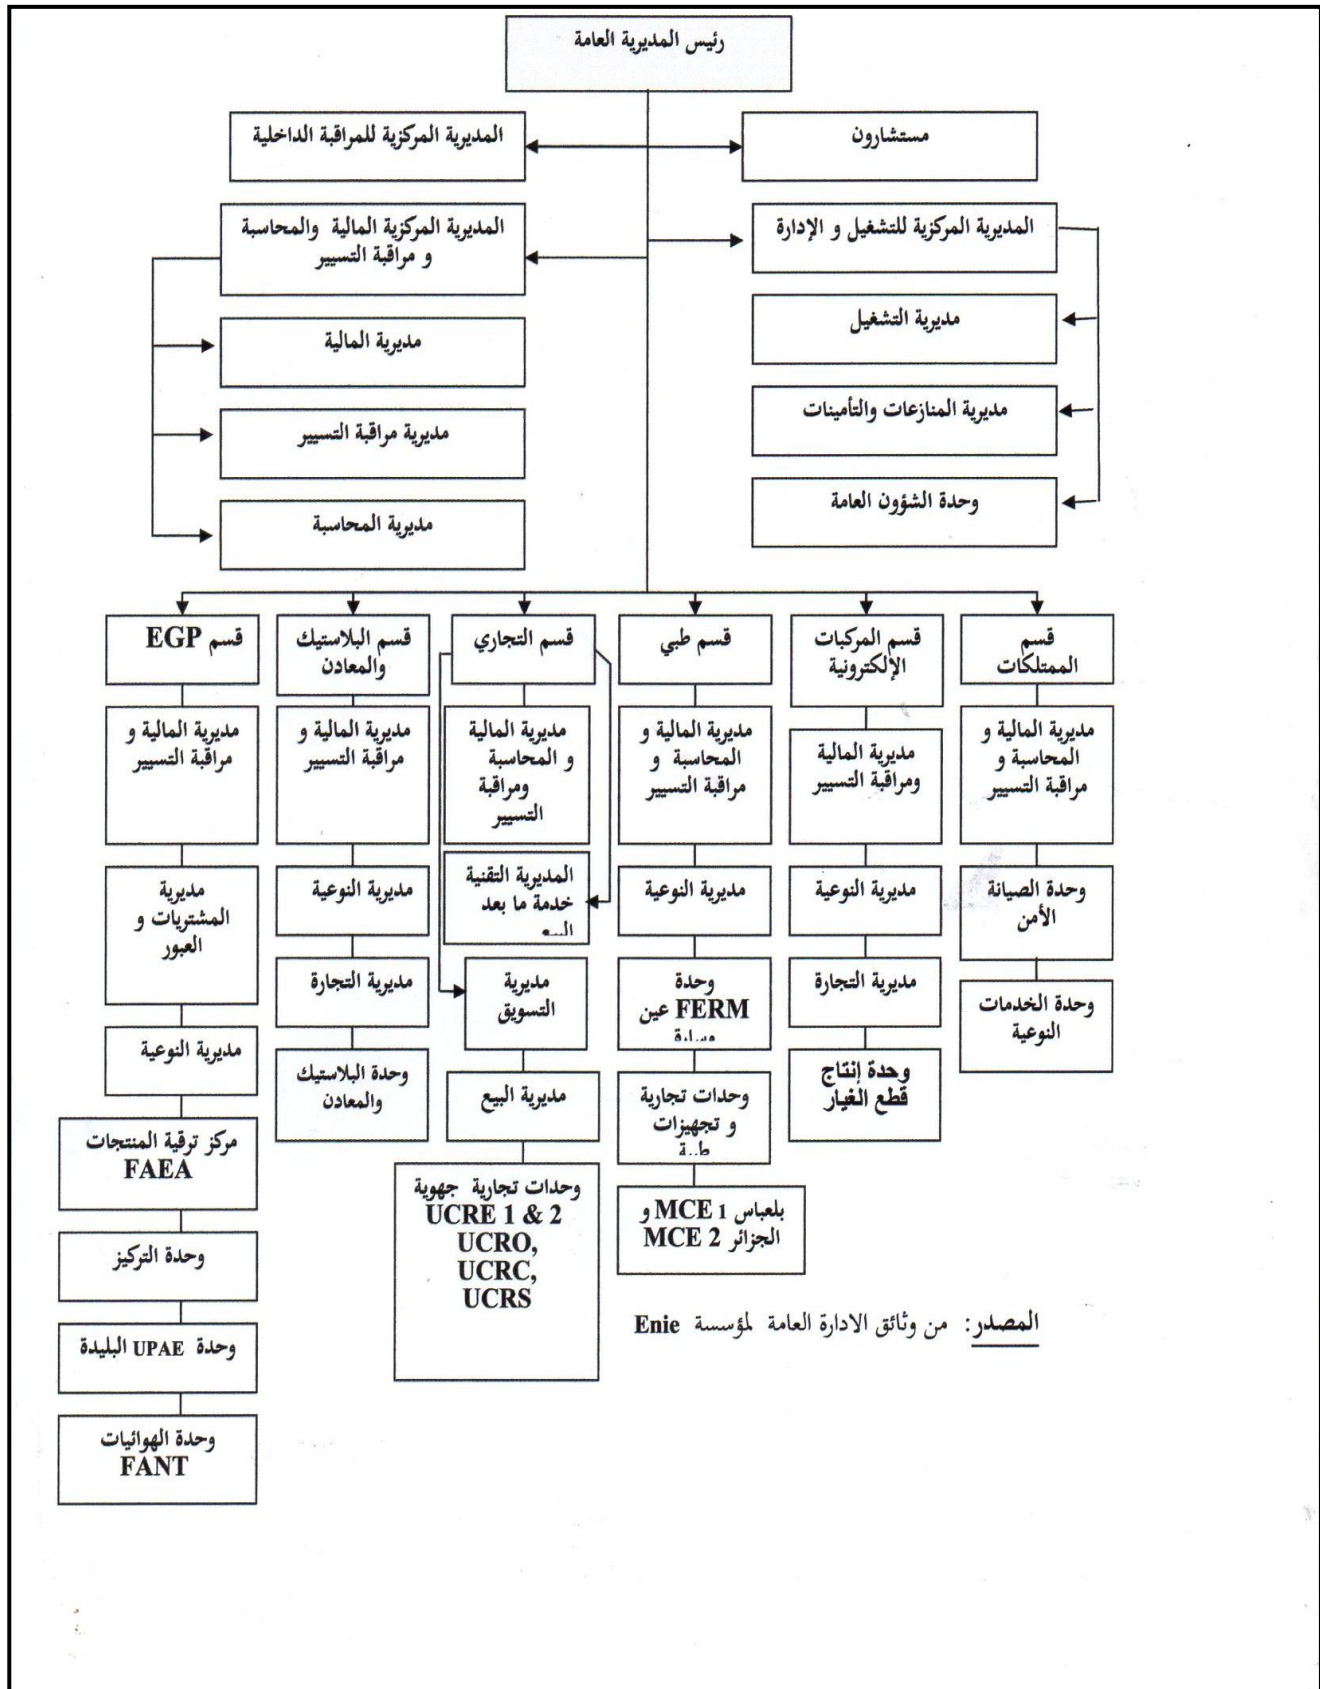 رئيس المديرية العامة
مستشارون
المديرية المركزية للمراقبة الداخلية
المديرية المركزية للتشغيل و الإدارة
مديرية التشغيل
مديرية المنازعات والتأمينات
وحدة الشؤون العامة
المديرية المركزية المالية والمحاسبة
و مراقبة التسيير
مديرية المالية
مديرية مراقبة التسيير
مديرية المحاسبة
قسم
الممتلكات
مديرية المالية و
المحاسبة و
مراقبة التسيير
وحدة الصيانة
الأمن
وحدة الخدمات
النوعية
قسم المركبات
الإلكترونية
مديرية المالية
ومراقبة التسيير
مديرية النوعية
مديرية التجارة
وحدة إنتاج
قطع الغيار
قسم طبي
مديرية المالية و
المحاسبة و
مراقبة التسيير
مديرية النوعية
وحدة
FERM عين
وحدات تجارية
و تجهيزات
بلعباس MCE 1 و
الجزائر MCE 2
قسم التجاري
مديرية المالية
و المحاسبة
ومراقبة
التسيير
المديرية التقنية
خدمة ما بعد
مديرية
التسويق
مديرية البيع
وحدات تجارية جهوية
UCRE 1 & 2
UCRO,
UCRC,
UCRS
قسم البلاستيك
والمعادن
مديرية المالية و
مراقبة التسيير
مديرية النوعية
مديرية التجارة
وحدة البلاستيك
والمعادن
قسم EGP
مديرية المالية و
مراقبة التسيير
مديرية
المشتريات و
العبور
مديرية النوعية
مركز ترقية المنتجات
FAEA
وحدة التركيز
وحدة UPAE البليدة
وحدة الهوائيات
FANT
المصدر: من وثائق الادارة العامة لمؤسسة Enie